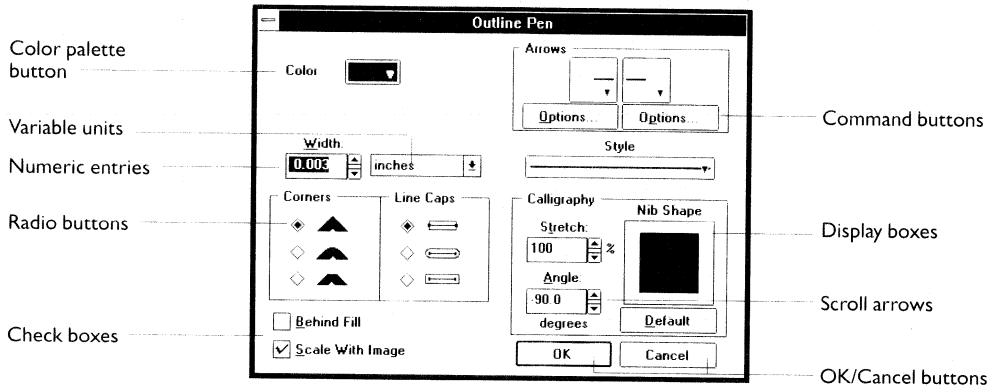 Outline Pen
Color palette
button
Color
Arrows
Options...
Options...
Command buttons
Variable units
Width:
Style
Numeric entries
0.003
inches
Corners
Line Caps
Calligraphy
Radio buttons
Stretch:
100 %
Nib Shape
Display boxes
Angle:
-90.0
degrees
Scroll arrows
Default
Check boxes
Behind Fill
Scale With Image
OK
Cancel
OK/Cancel buttons